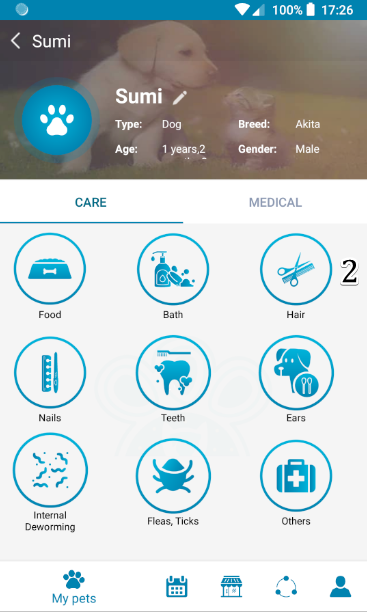 100% 17:26
Sumi
Sumi
Type: Dog Breed: Akita
Age: 1 years,2 Gender: Male
CARE MEDICAL
Food Bath Hair
2
Nails Teeth Ears
Internal
Deworming Fleas, Ticks Others
My pets